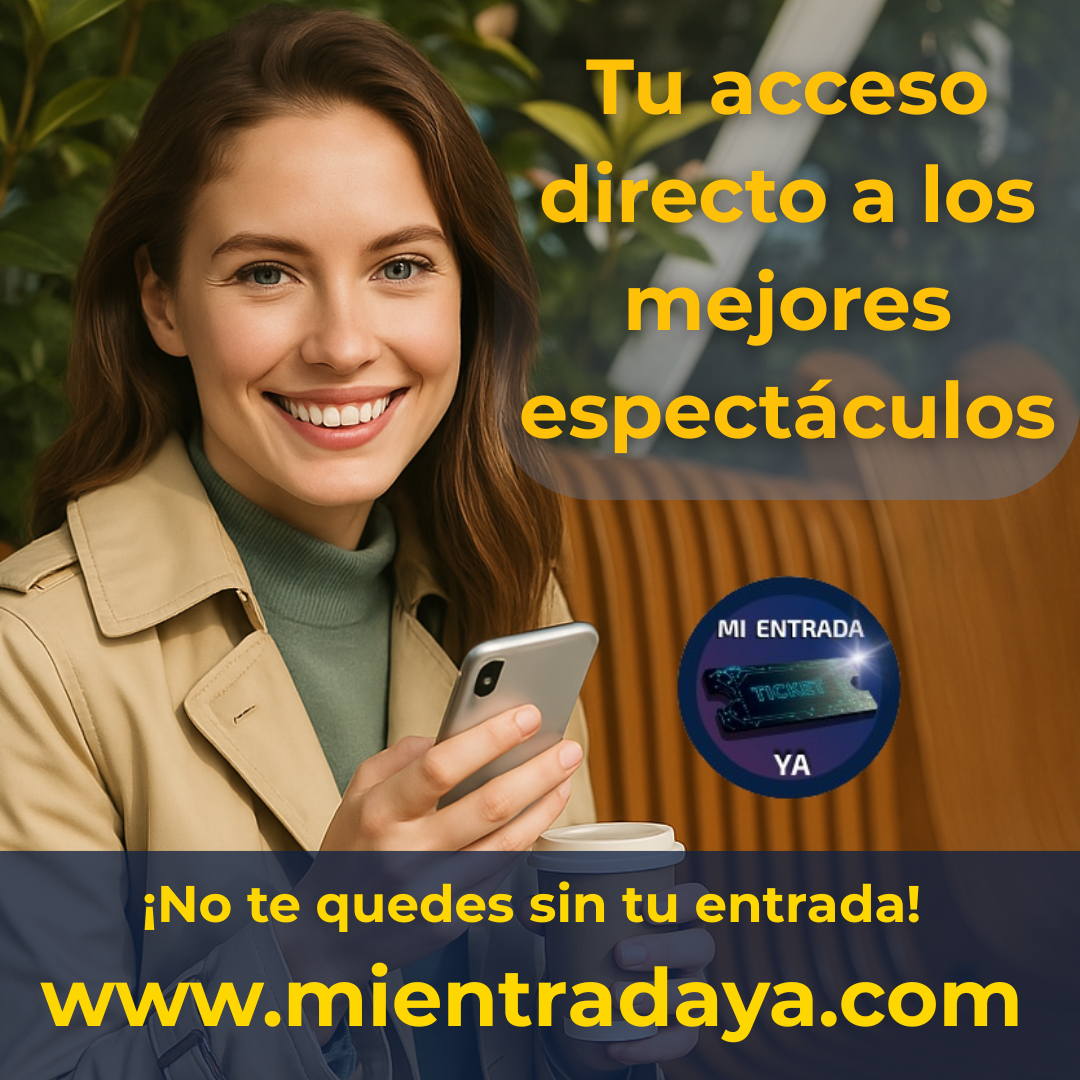 Tu acceso
directo a los
mejores
espectáculos
MI ENTRADA
TICKET
YA
¡No te quedes sin tu entrada!
www.mientradaya.com